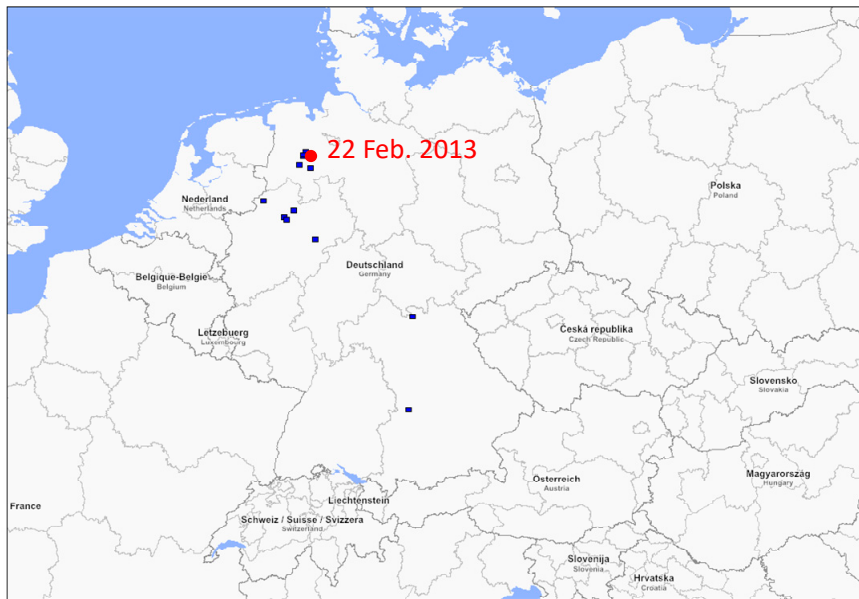 22 Feb. 2013
Nederland
Netherlands
Polska
Poland
Deutschland
Germany
Belgique-Belgie
Belgium
Letzebuerg
Luxembourg
Česká republika
Czech Republic
Slovensko
Slovakia
Magyarország
Hungary
Österreich
Austria
France
Liechtenstein
Schweiz / Suisse / Svizzera
Switzerland
Slovenija
Slovenia
Hrvatska
Croatia